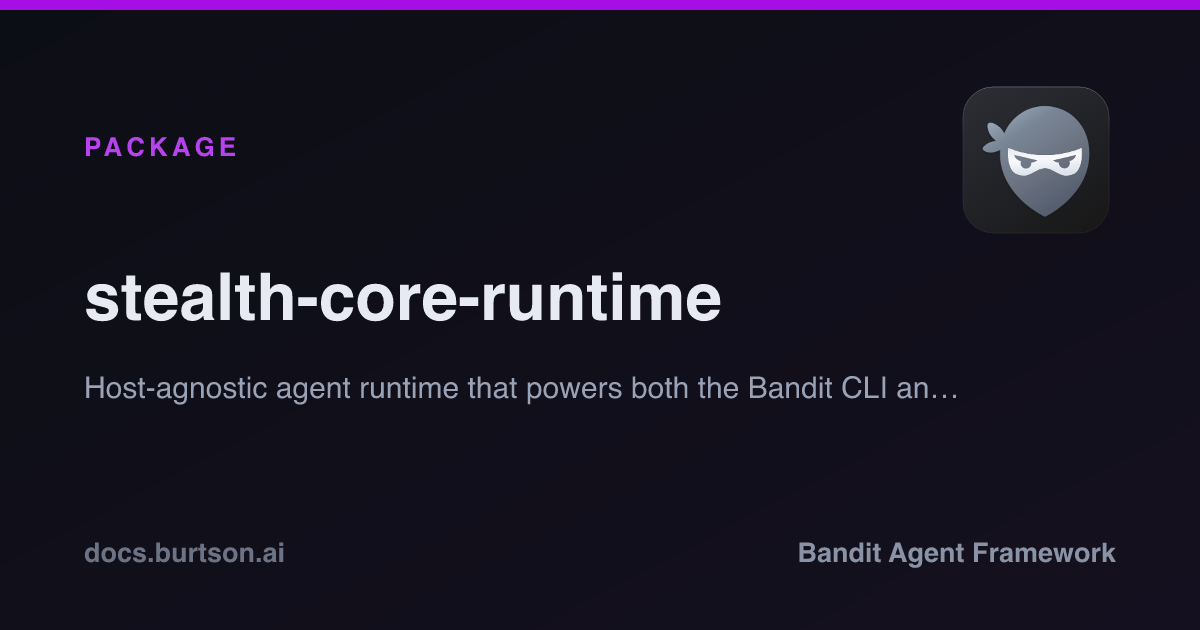 PACKAGE
stealth-core-runtime
Host-agnostic agent runtime that powers both the Bandit CLI an…
docs.burtson.ai
Bandit Agent Framework